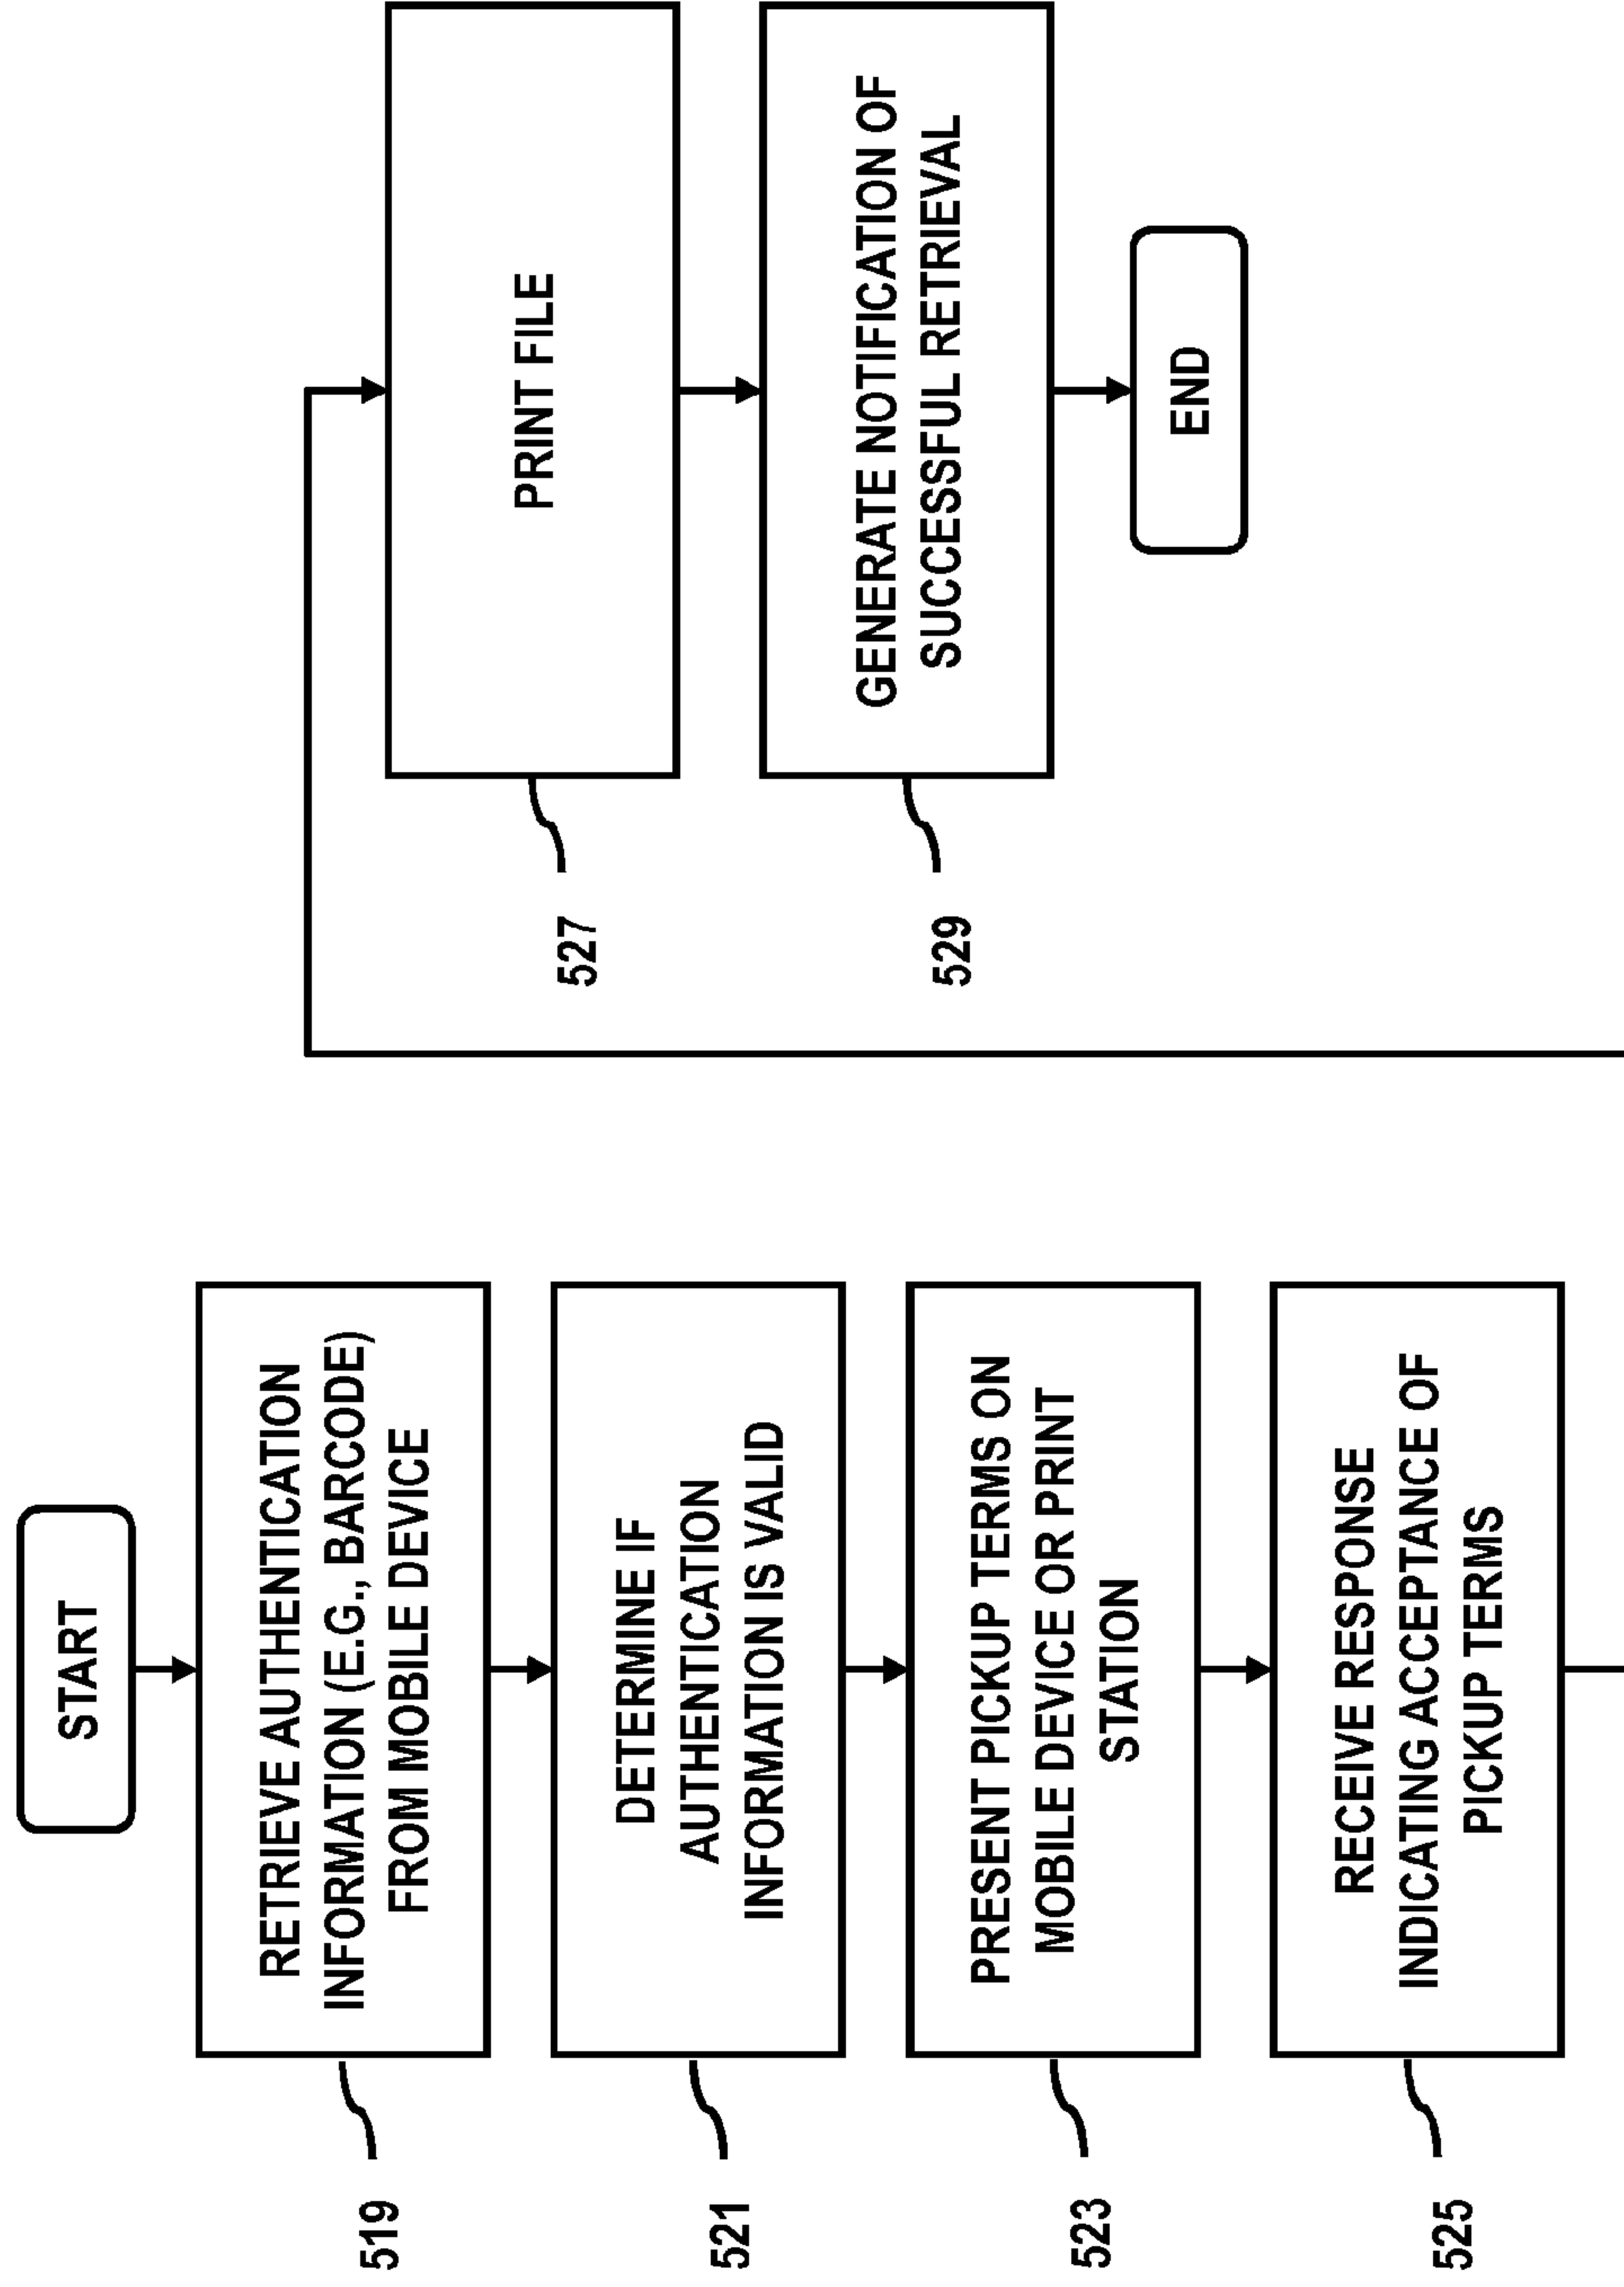 START
519
RETRIEVE AUTHENTICATION
INFORMATION (E.G., BARCODE)
FROM MOBILE DEVICE
521
DETERMINE IF
AUTHENTICATION
INFORMATION IS VALID
523
PRESENT PICKUP TERMS ON
MOBILE DEVICE OR PRINT
STATION
525
RECEIVE RESPONSE
INDICATING ACCEPTANCE OF
PICKUP TERMS
527
PRINT FILE
529
GENERATE NOTIFICATION OF
SUCCESSFUL RETRIEVAL
END